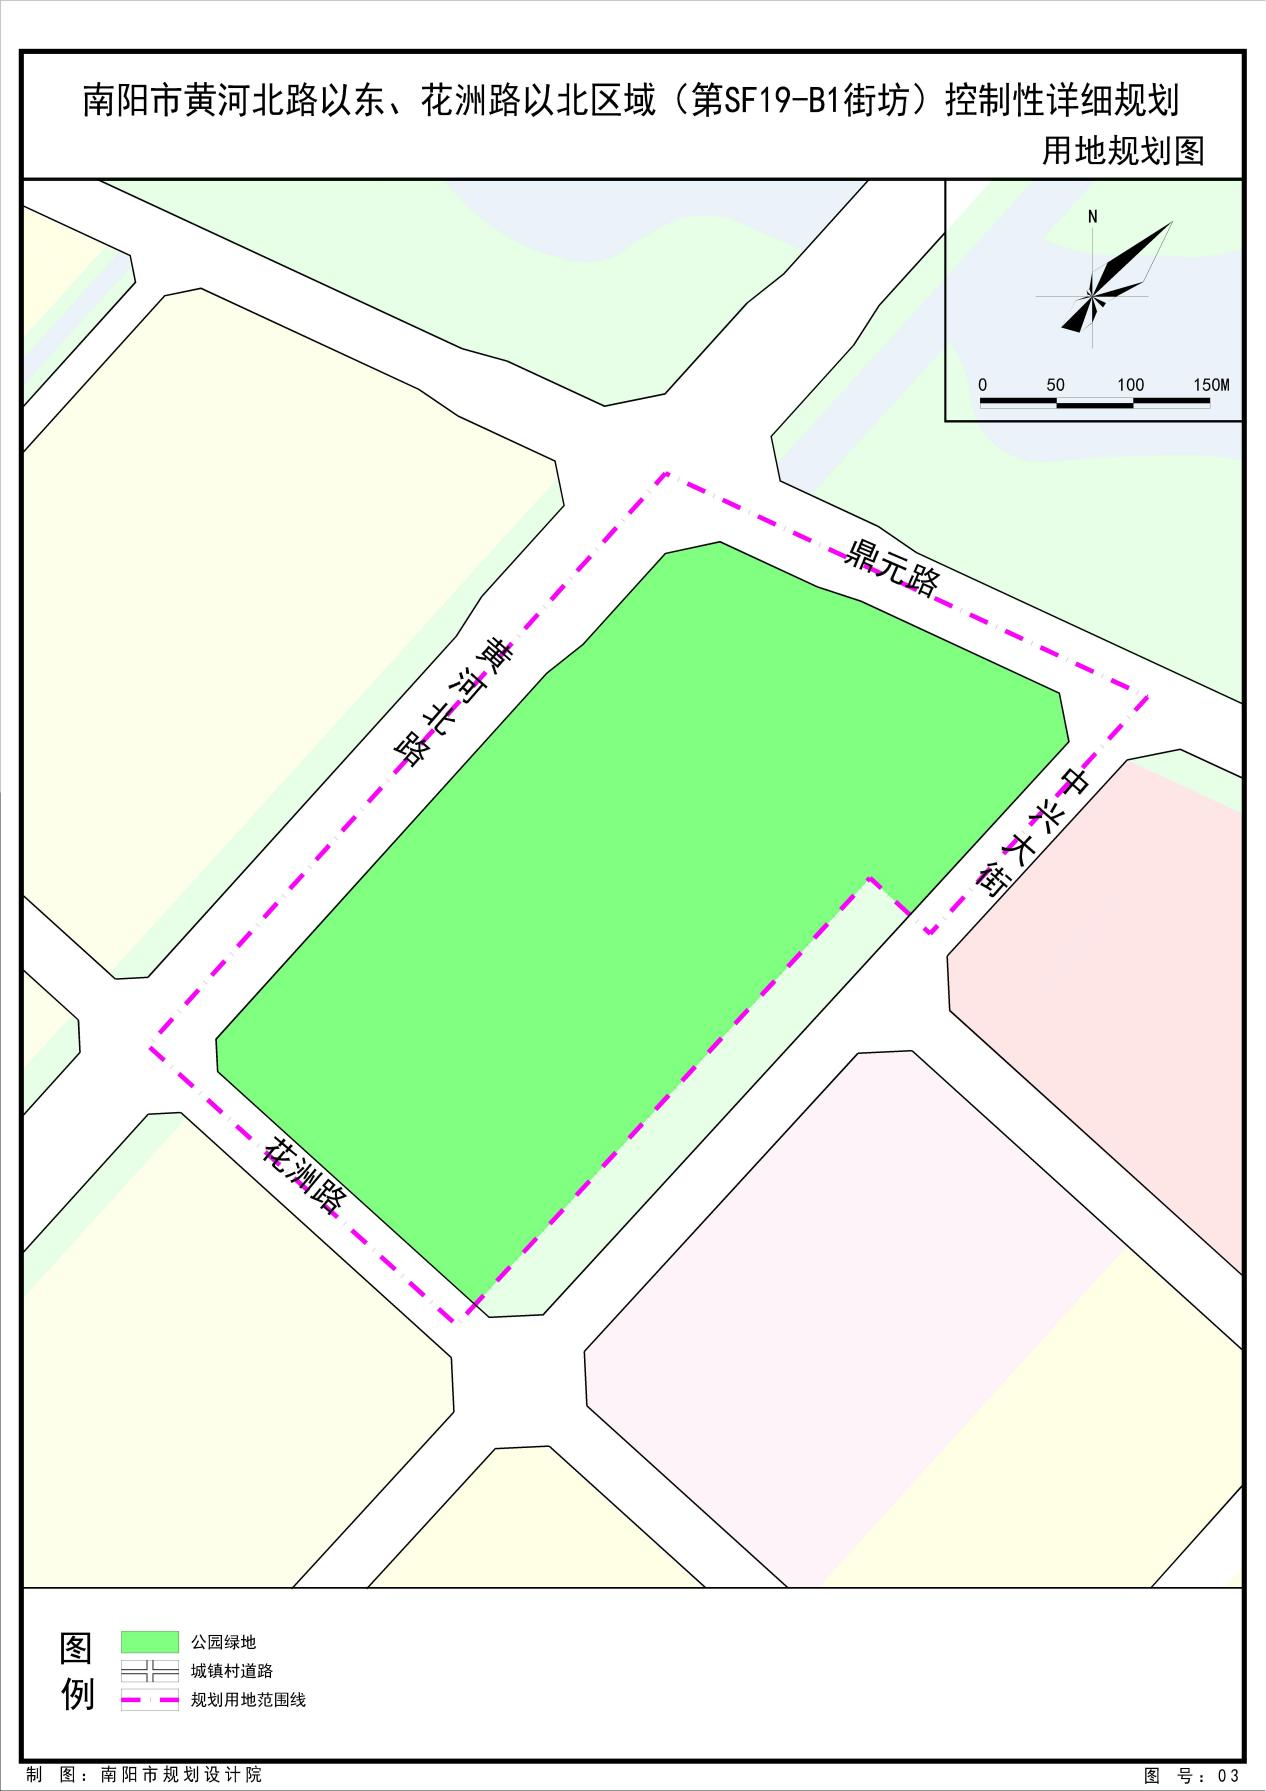 南阳市黄河北路以东、花洲路以北区域（第SF19-B1街坊）控制性详细规划
用地规划图
N
0 50 100 150M
鼎元路
黄河北路
中兴大街
花洲路
图例
公园绿地
城镇村道路
规划用地范围线
制 图：南阳市规划设计院
图 号：03